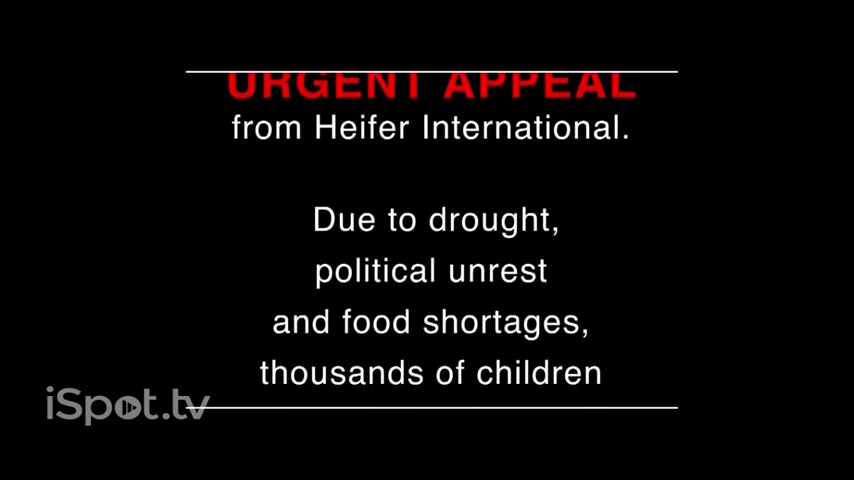 URGENT APPEAL
from Heifer International.
Due to drought,
political unrest
and food shortages,
thousands of children
iSpot.tv